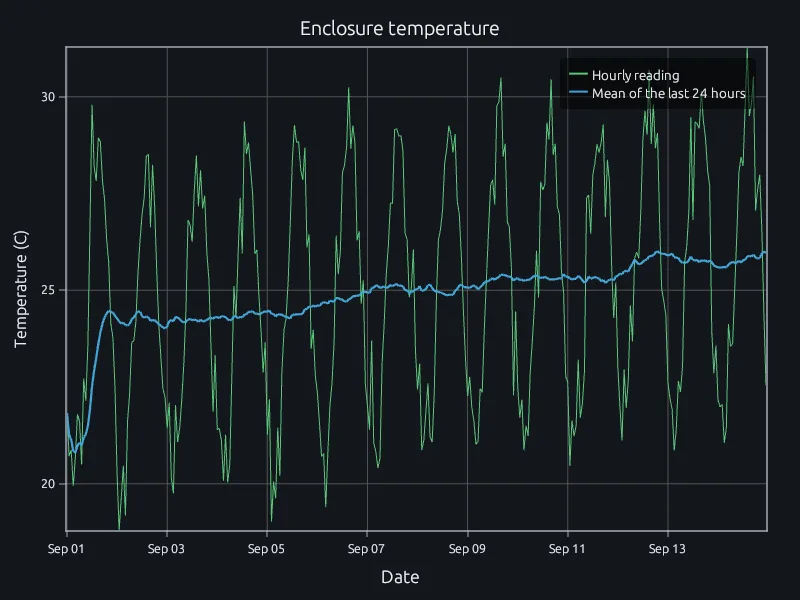 Enclosure temperature
Hourly reading
Mean of the last 24 hours
30
25
20
Temperature (C)
Sep 01
Sep 03
Sep 05
Sep 07
Sep 09
Sep 11
Sep 13
Date